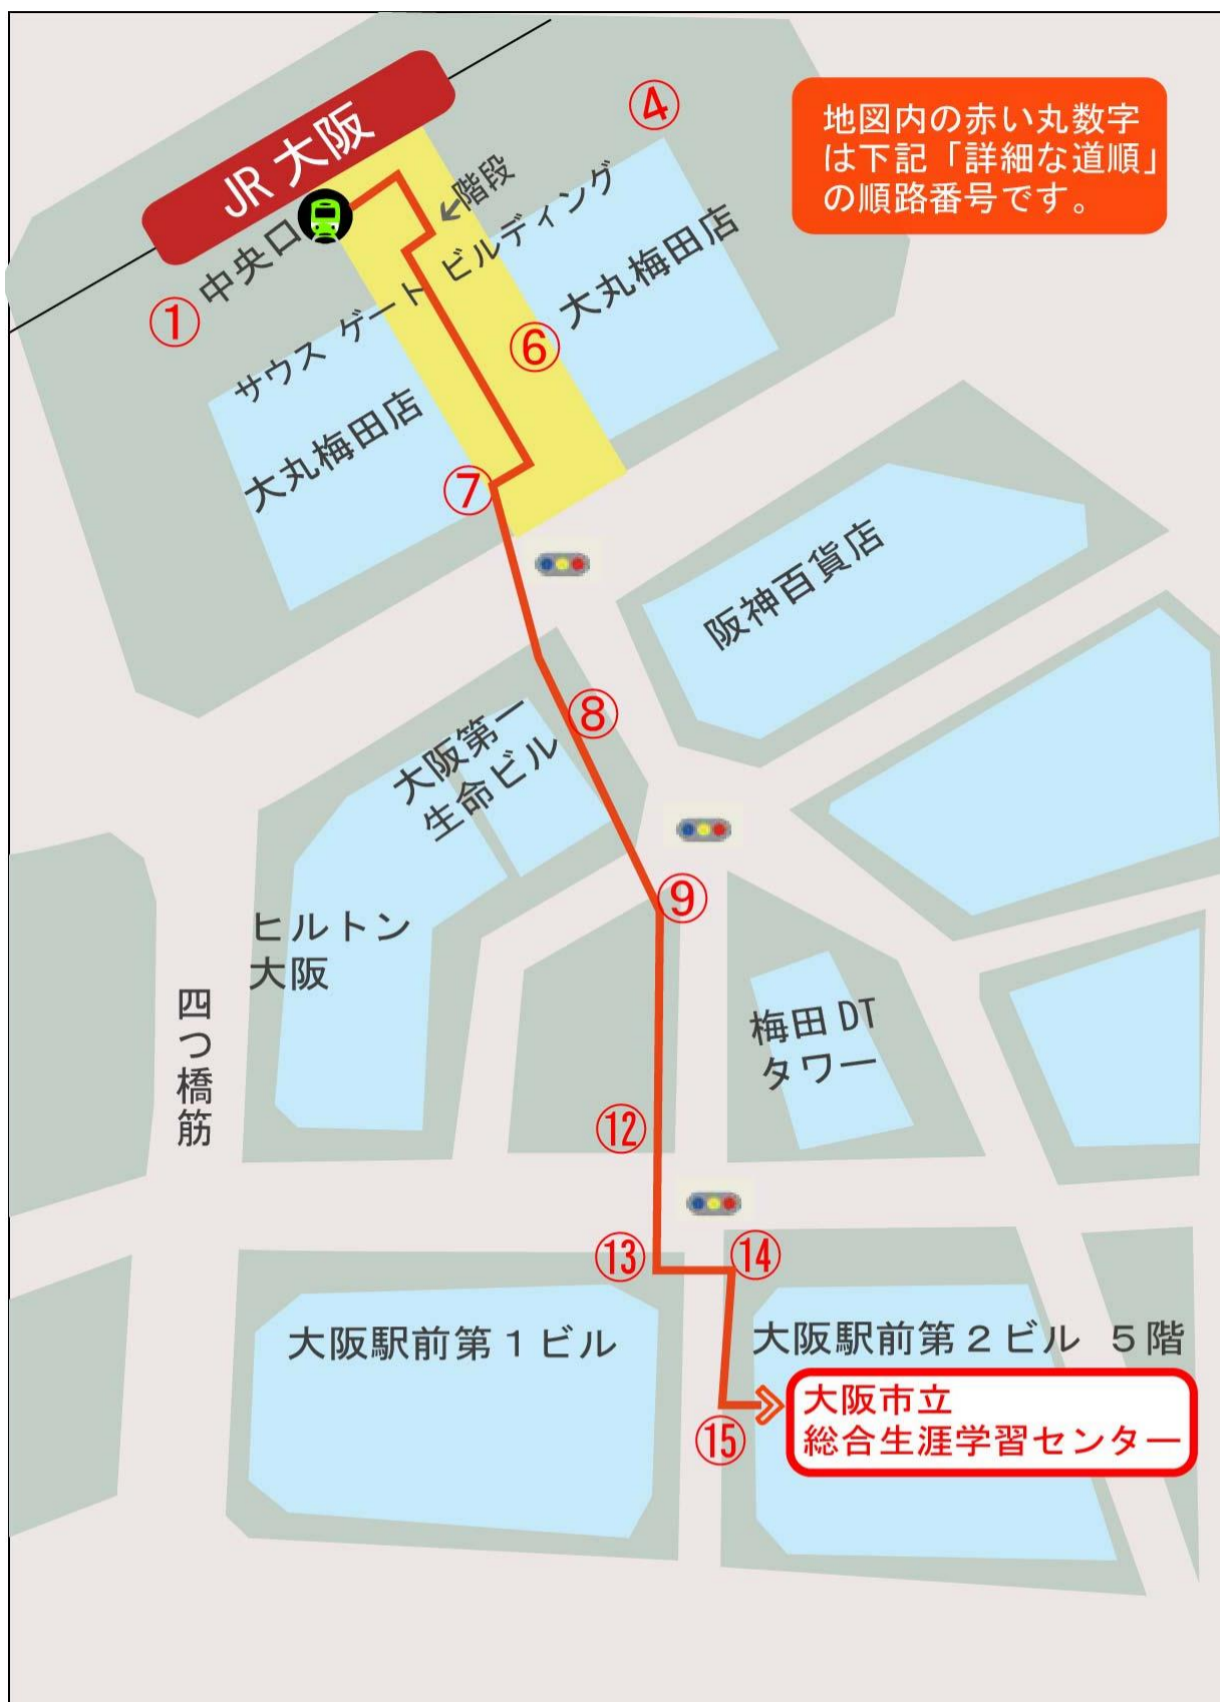 JR 大阪
④
地図内の赤い丸数字
は下記「詳細な道順」
の順路番号です。
←階段
中央口
①
サウス ゲート ビルディング
大丸梅田店
⑥
大丸梅田店
⑦
阪神百貨店
⑧
大阪第一
生命ビル
⑨
ヒルトン
大阪
四つ橋筋
梅田 DT
タワー
⑫
⑬
⑭
大阪駅前第1ビル
大阪駅前第2ビル 5階
大阪市立
総合生涯学習センター
⑮